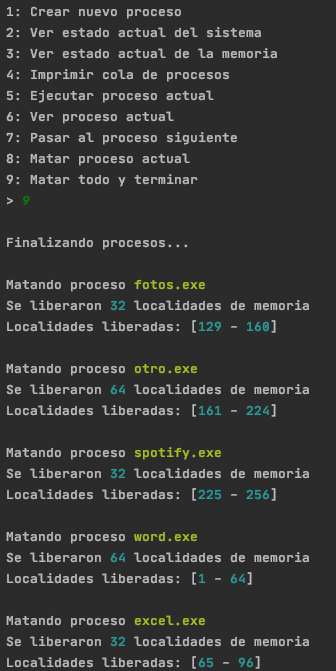 1: Crear nuevo proceso
2: Ver estado actual del sistema
3: Ver estado actual de la memoria
4: Imprimir cola de procesos
5: Ejecutar proceso actual
6: Ver proceso actual
7: Pasar al proceso siguiente
8: Matar proceso actual
9: Matar todo y terminar
> 9
Finalizando procesos...
Matando proceso fotos.exe
Se liberaron 32 localidades de memoria
Localidades liberadas: [129 - 160]
Matando proceso otro.exe
Se liberaron 64 localidades de memoria
Localidades liberadas: [161 - 224]
Matando proceso spotify.exe
Se liberaron 32 localidades de memoria
Localidades liberadas: [225 - 256]
Matando proceso word.exe
Se liberaron 64 localidades de memoria
Localidades liberadas: [1 - 64]
Matando proceso excel.exe
Se liberaron 32 localidades de memoria
Localidades liberadas: [65 - 96]